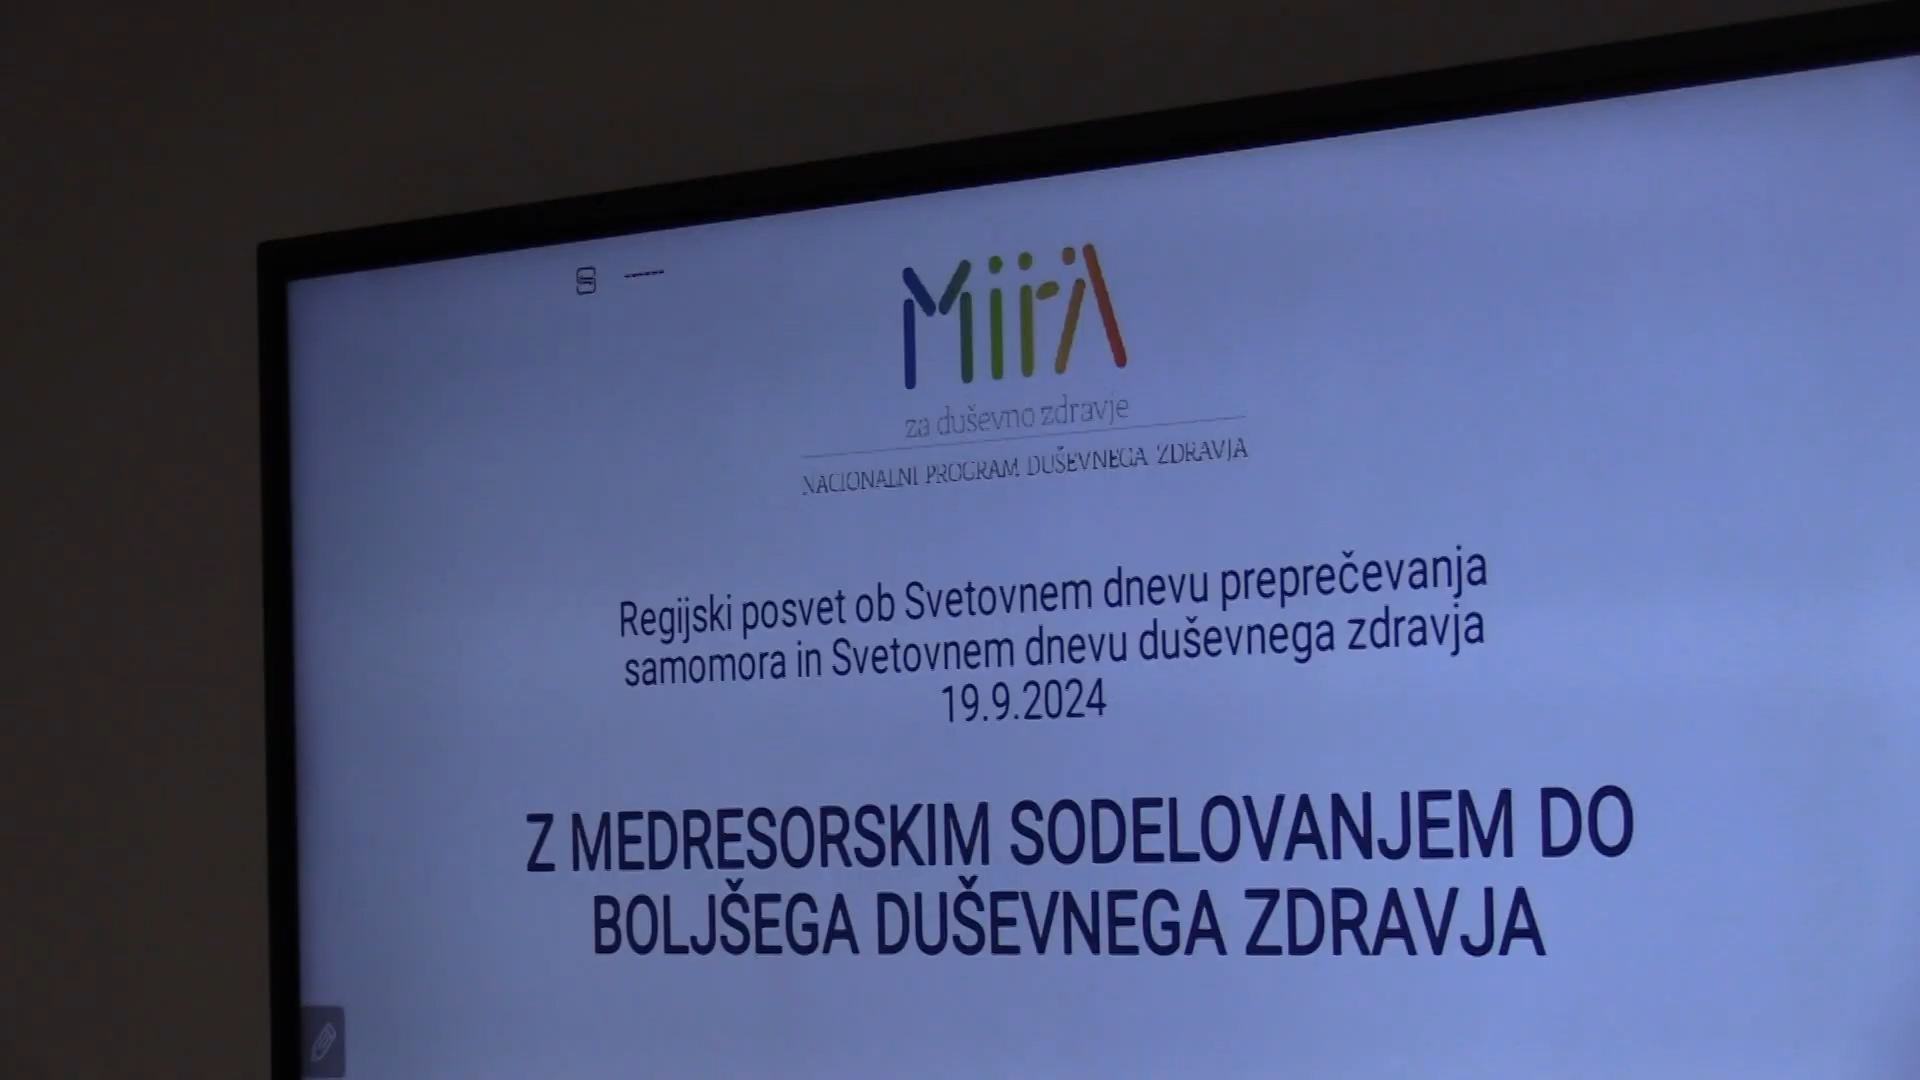 MirA
za duševno zdravje
NACIONALNI PROGRAM DUŠEVNEGA ZDRAVJA
Regijski posvet ob Svetovnem dnevu preprečevanja
samomora in Svetovnem dnevu duševnega zdravja
19.9.2024
Z MEDRESORSKIM SODELOVANJEM DO
BOLJŠEGA DUŠEVNEGA ZDRAVJA